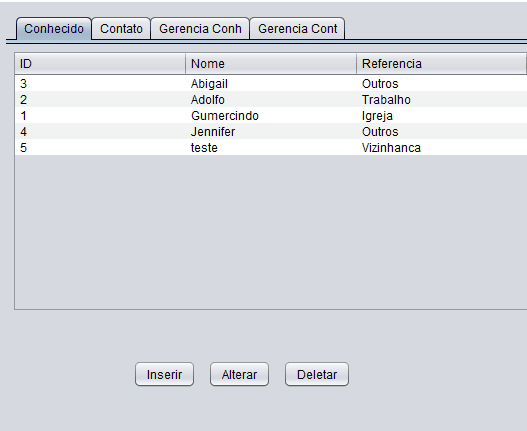 Conhecido Contato Gerencia Conh Gerencia Cont
ID Nome Referencia
3 Abigail Outros
2 Adolfo Trabalho
1 Gumercindo Igreja
4 Jennifer Outros
5 teste Vizinhanca
Inserir Alterar Deletar